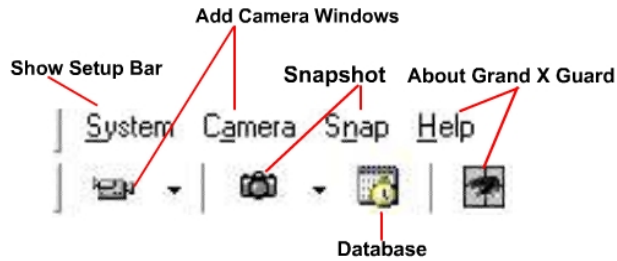 Add Camera Windows
Show Setup Bar
Snapshot
About Grand X Guard
System Camera Snap Help
Database